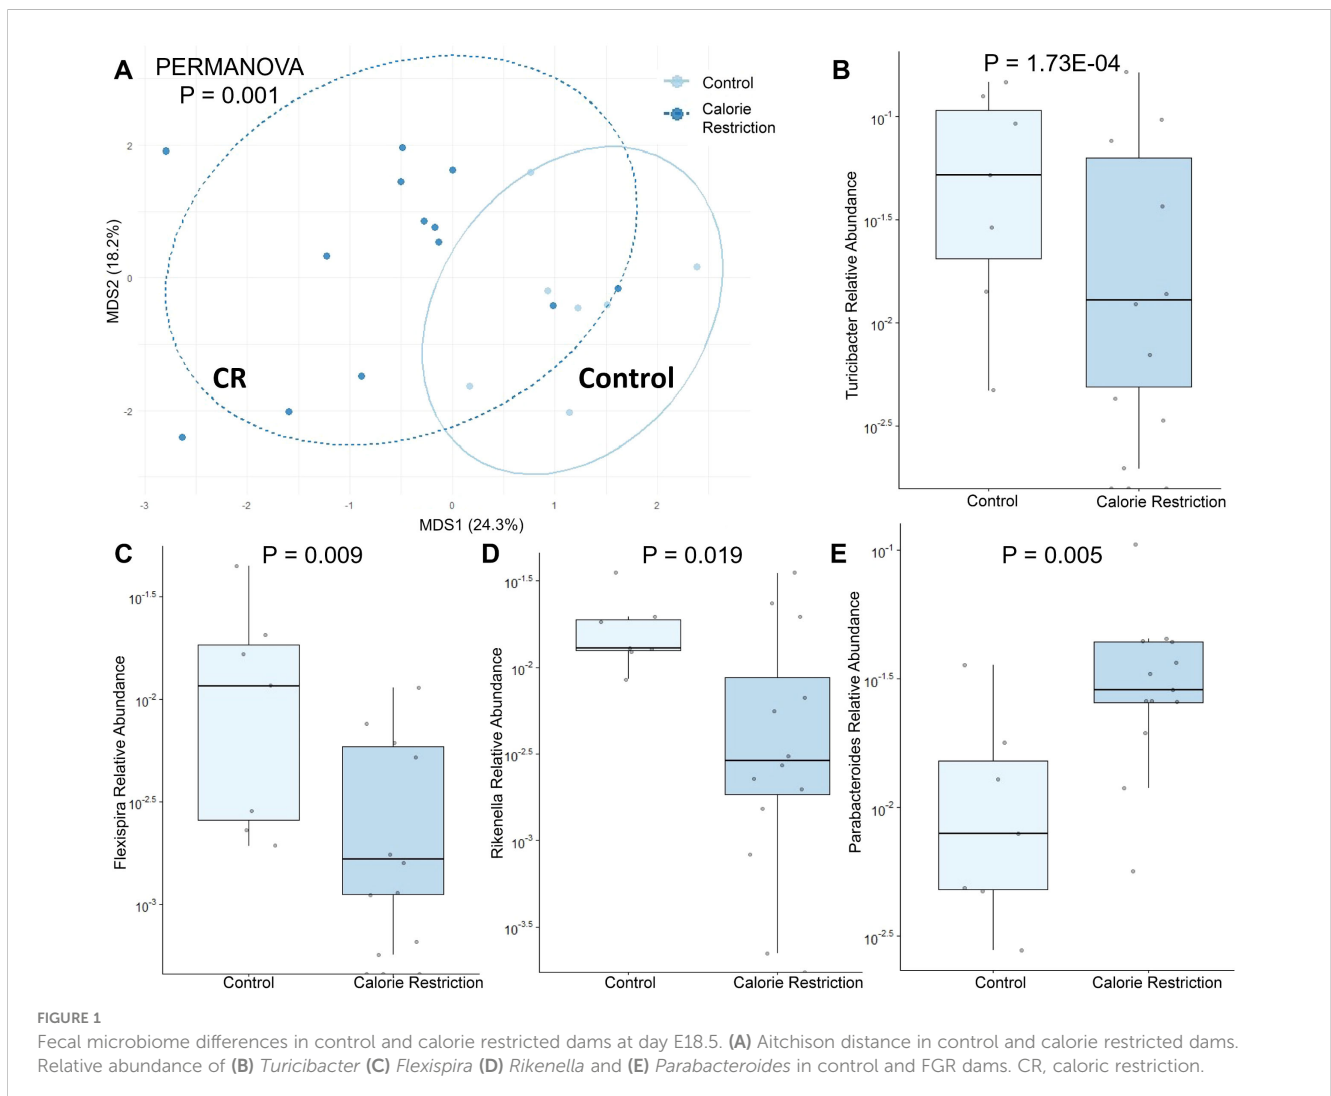 A
PERMANOVA
P = 0.001
Control
Calorie
Restriction
CR
Control
MDS2 (18.2%)
2
0
-2
-3
-2
-1
0
1
2
MDS1 (24.3%)
B
P = 1.73E-04
Turicibacter Relative Abundance
10-1
10-1.5
10-2
10-2.5
Control
Calorie Restriction
C
P = 0.009
Flexispira Relative Abundance
10-1.5
10-2
10-2.5
10-3
Control
Calorie Restriction
D
P = 0.019
Rikenella Relative Abundance
10-1.5
10-2
10-2.5
10-3
10-3.5
Control
Calorie Restriction
E
P = 0.005
Parabacteroides Relative Abundance
10-1
10-1.5
10-2
10-2.5
Control
Calorie Restriction
FIGURE 1
Fecal microbiome differences in control and calorie restricted dams at day E18.5. (A) Aitchison distance in control and calorie restricted dams.
Relative abundance of (B) Turicibacter (C) Flexispira (D) Rikenella and (E) Parabacteroides in control and FGR dams. CR, caloric restriction.